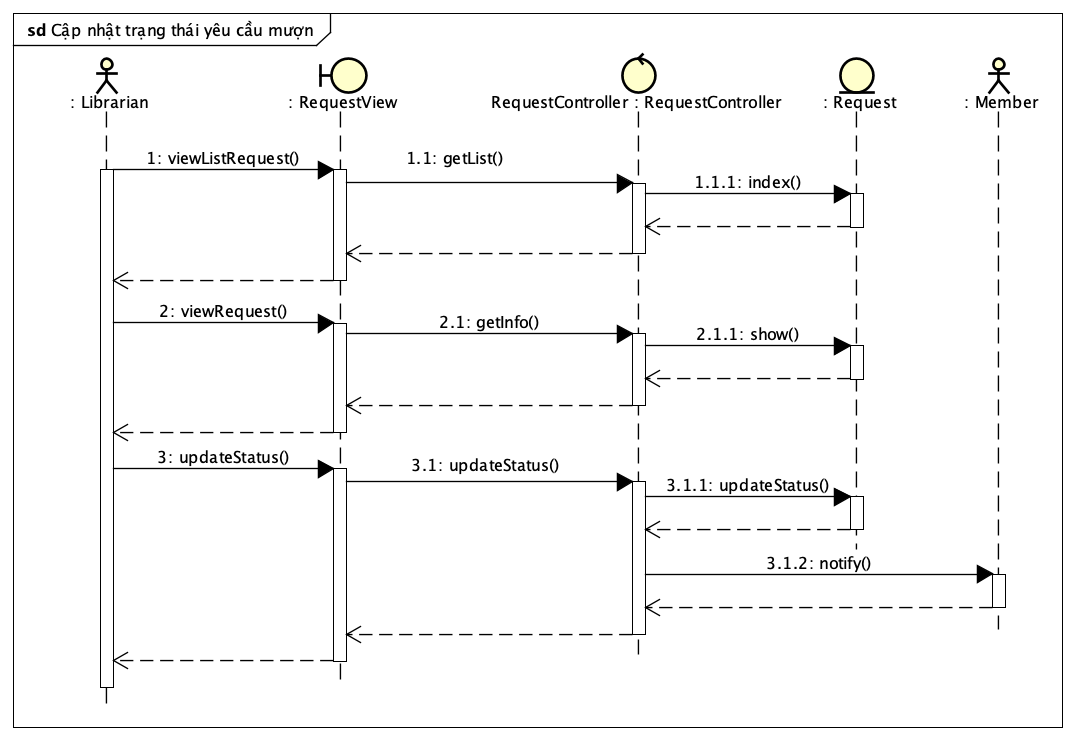 sd Cập nhật trạng thái yêu cầu mượn
: Librarian
: RequestView
RequestController : RequestController
: Request
: Member
1: viewListRequest()
1.1: getList()
1.1.1: index()
2: viewRequest()
2.1: getInfo()
2.1.1: show()
3: updateStatus()
3.1: updateStatus()
3.1.1: updateStatus()
3.1.2: notify()